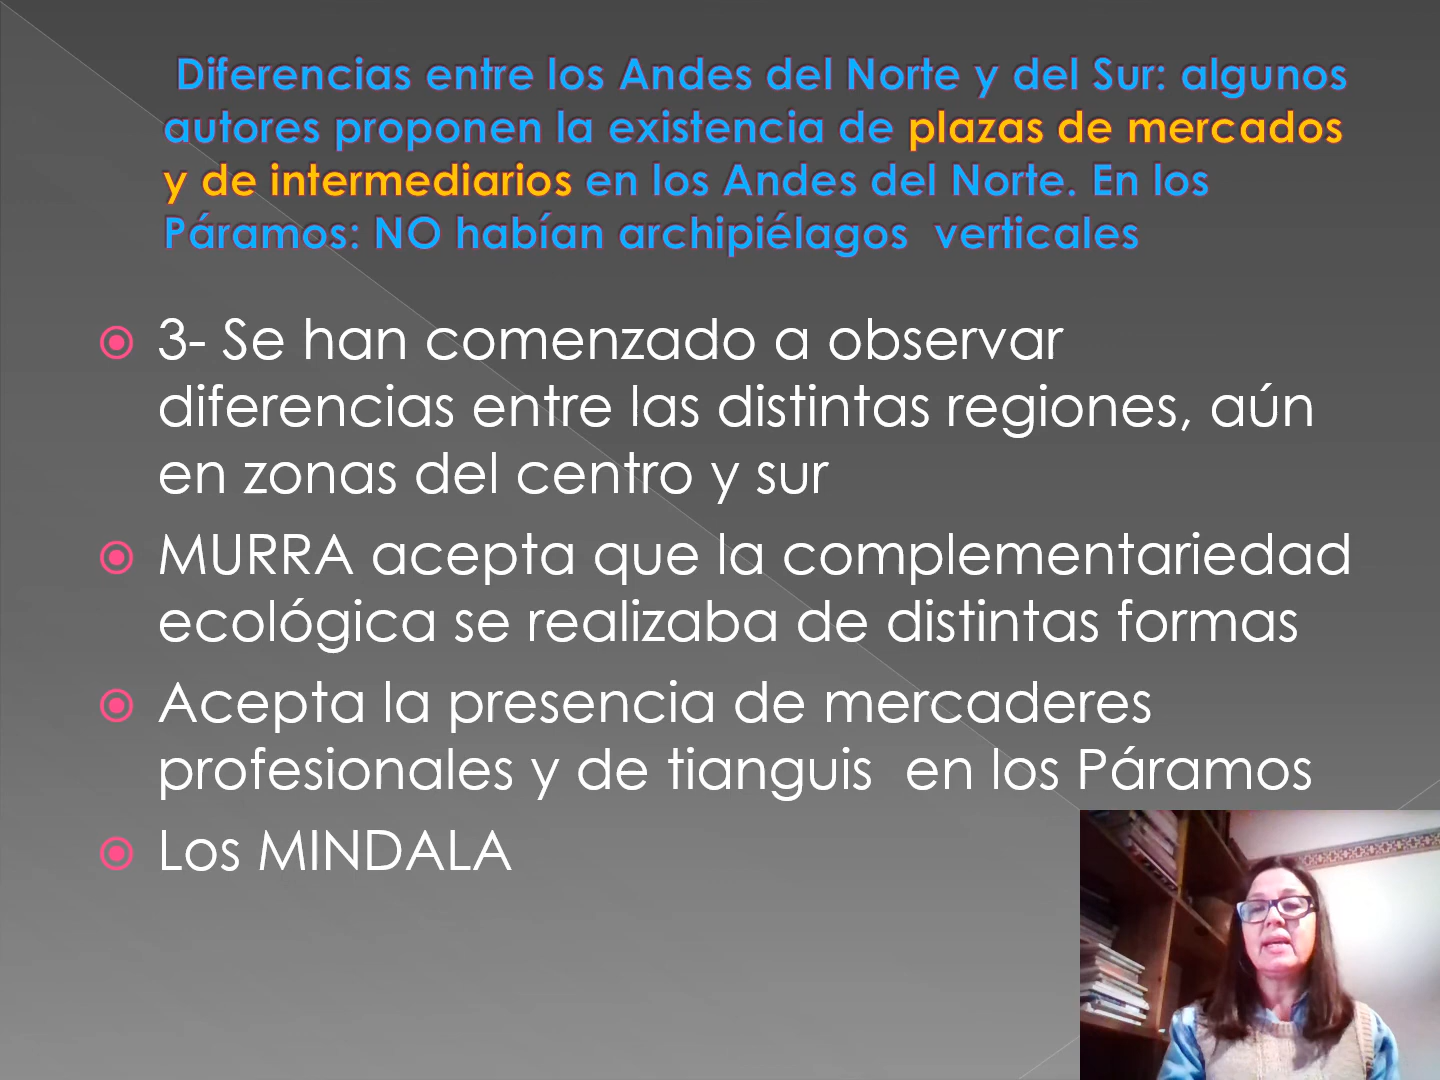 Diferencias entre los Andes del Norte y del Sur: algunos
autores proponen la existencia de plazas de mercados
y de intermediarios en los Andes del Norte. En los
Páramos: NO habían archipiélagos verticales
3- Se han comenzado a observar
diferencias entre las distintas regiones, aún
en zonas del centro y sur
MURRA acepta que la complementariedad
ecológica se realizaba de distintas formas
Acepta la presencia de mercaderes
profesionales y de tianguis en los Páramos
Los MINDALA